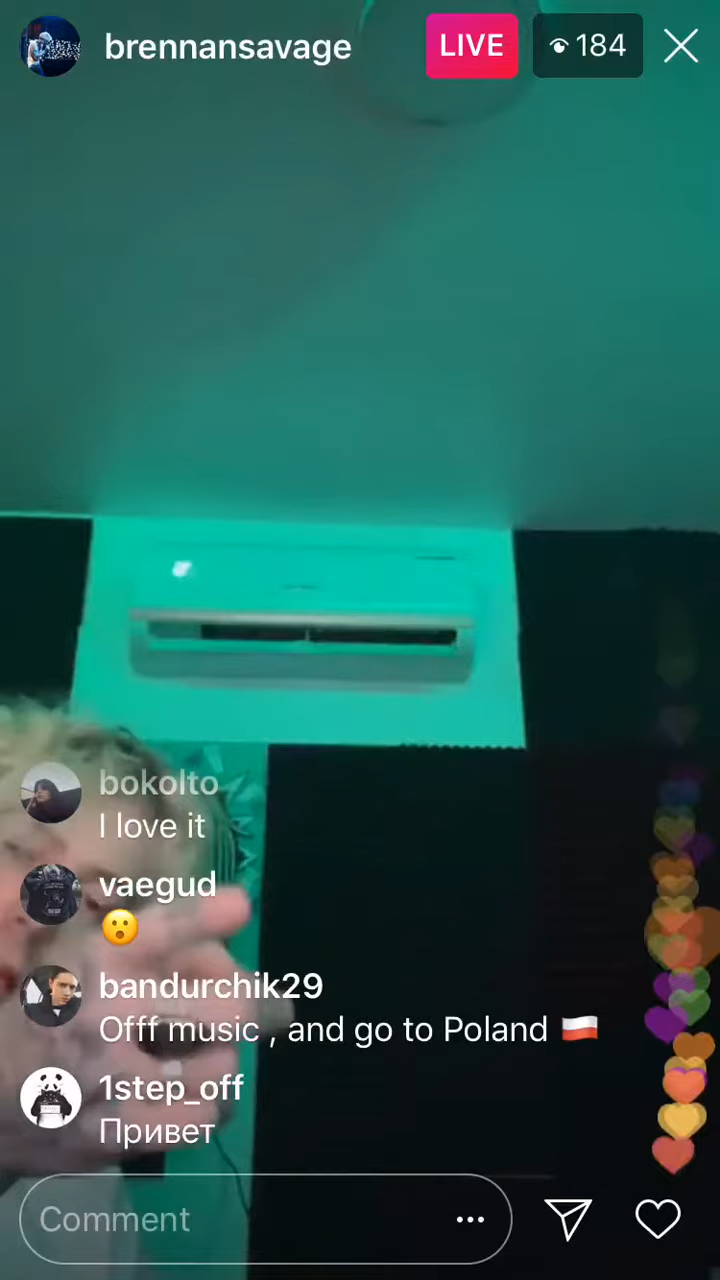 brennansavage
LIVE
184
bokolto
I love it
vaegud
😮
bandurchik29
Offf music , and go to Poland 🇵🇱
1step_off
Привет
Comment